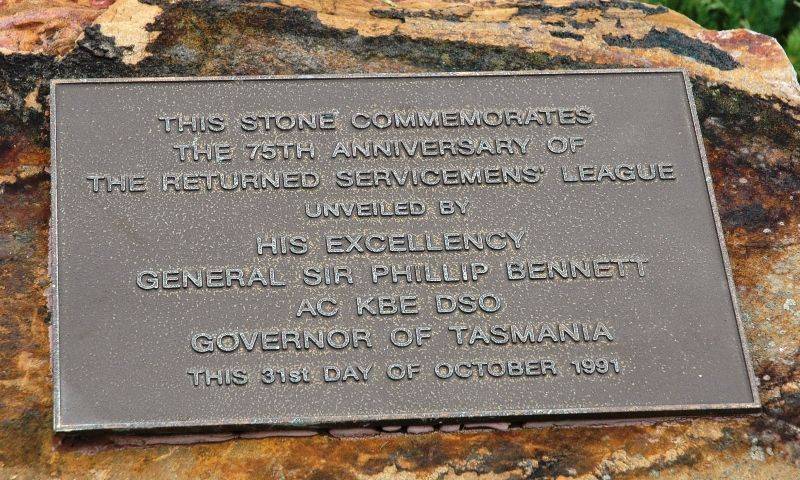 THIS STONE COMMEMORATES
THE 75TH ANNIVERSARY OF
THE RETURNED SERVICEMENS' LEAGUE
UNVEILED BY
HIS EXCELLENCY
GENERAL SIR PHILLIP BENNETT
AC KBE DSO
GOVERNOR OF TASMANIA
THIS 31st DAY OF OCTOBER 1991